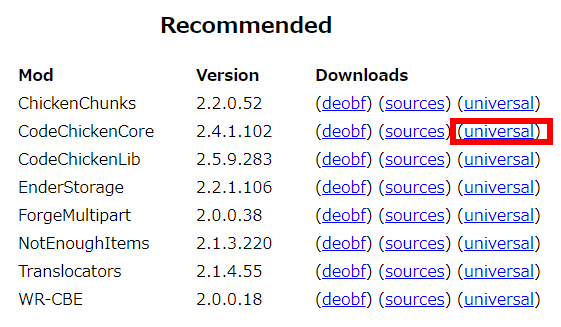 Recommended
Mod Version Downloads
ChickenChunks 2.2.0.52 (deobf) (sources) (universal)
CodeChickenCore 2.4.1.102 (deobf) (sources) (universal)
CodeChickenLib 2.5.9.283 (deobf) (sources) (universal)
EnderStorage 2.2.1.106 (deobf) (sources) (universal)
ForgeMultipart 2.0.0.38 (deobf) (sources) (universal)
NotEnoughItems 2.1.3.220 (deobf) (sources) (universal)
Translocators 2.1.4.55 (deobf) (sources) (universal)
WR-CBE 2.0.0.18 (deobf) (sources) (universal)